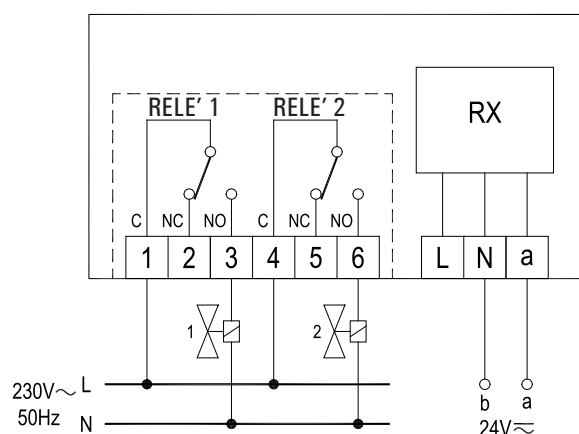 RELE' 1 RELE' 2
RX
C NC NO C NC NO
1 2 3 4 5 6 L N a
1 2
230V~ L
50Hz N
b a
24V⎓